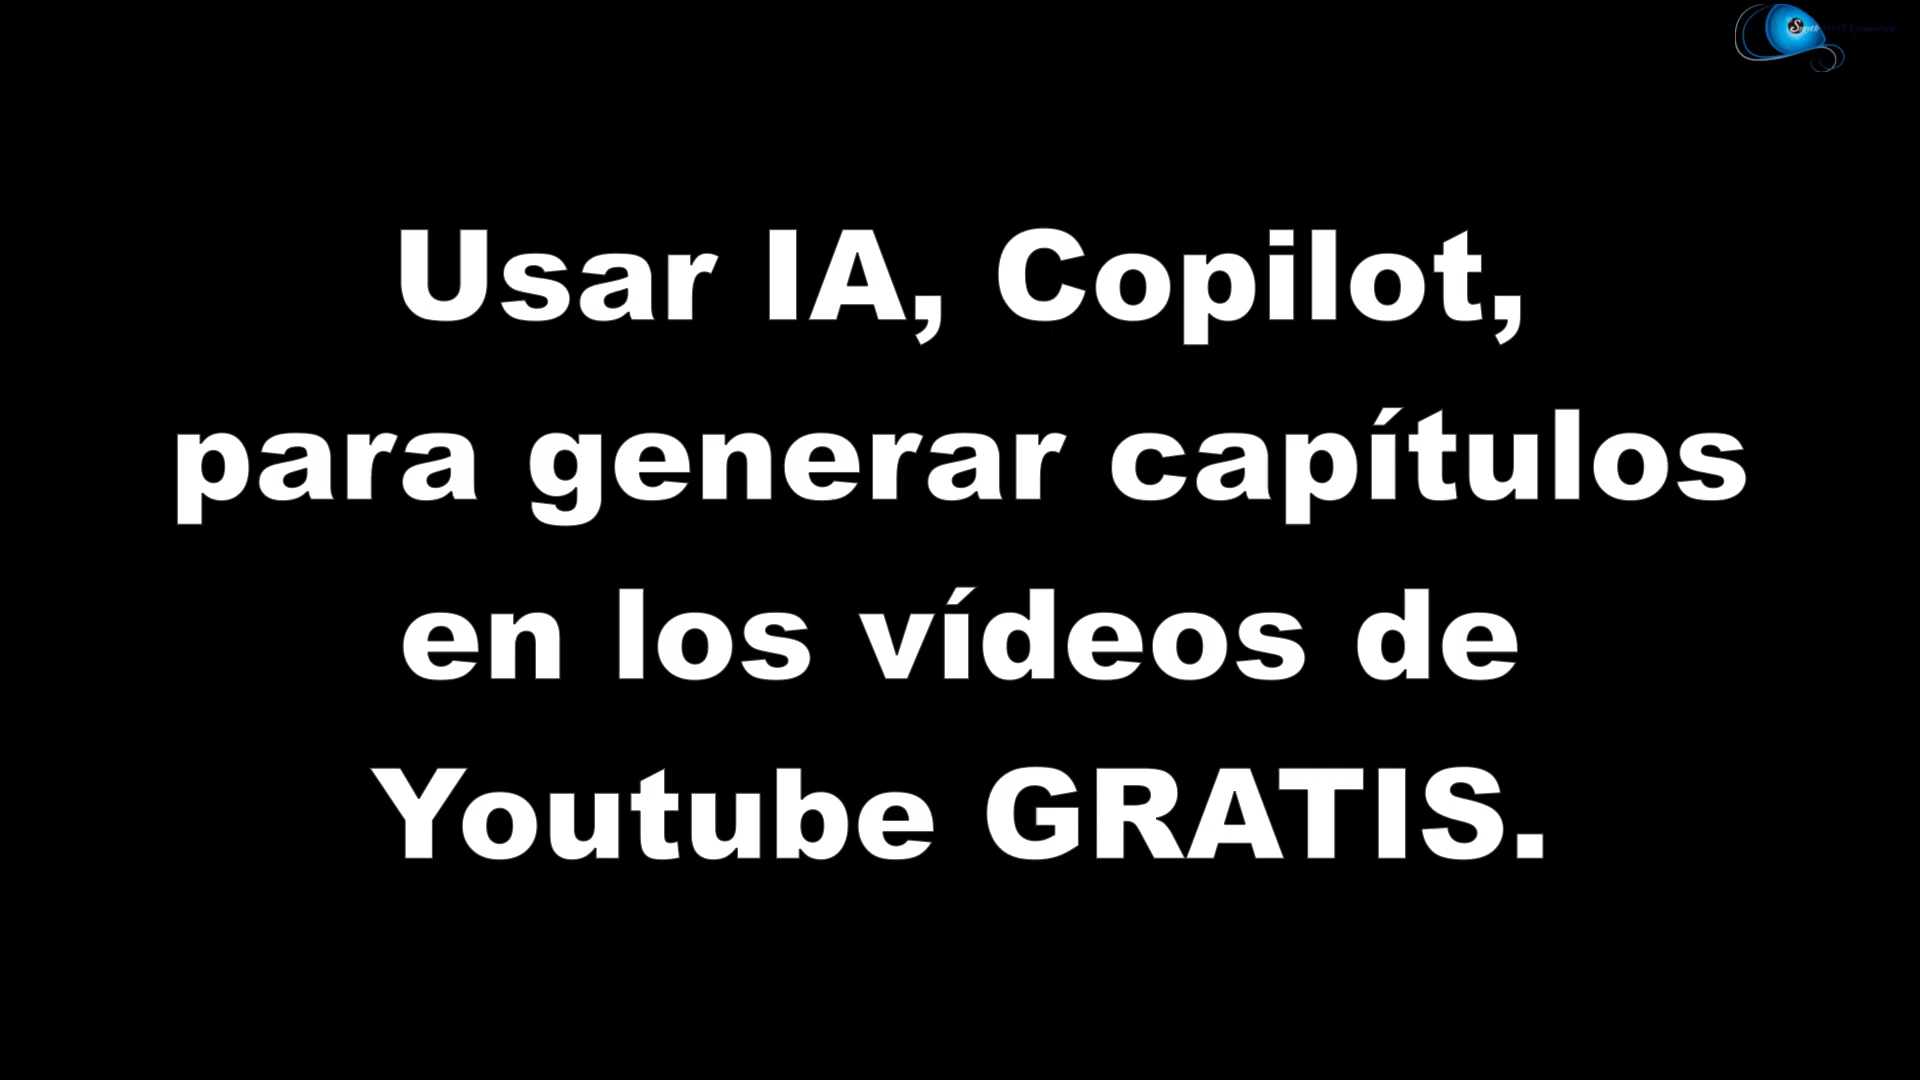 Usar IA, Copilot,
para generar capítulos
en los vídeos de
Youtube GRATIS.